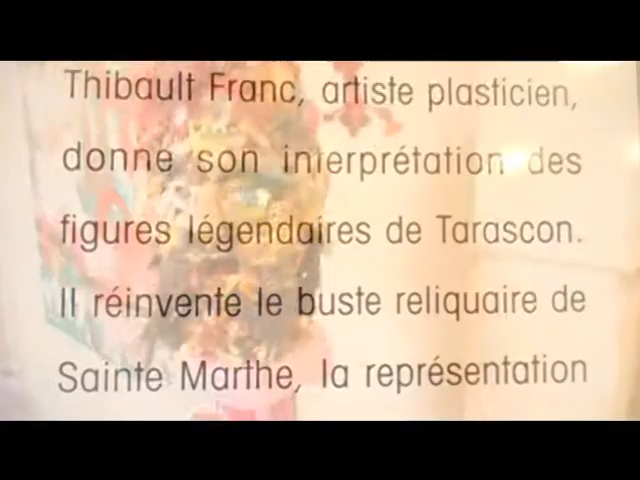 Thibault Franc, artiste plasticien,
donne son interprétation des
figures légendaires de Tarascon.
Il réinvente le buste reliquaire de
Sainte Marthe, la représentation